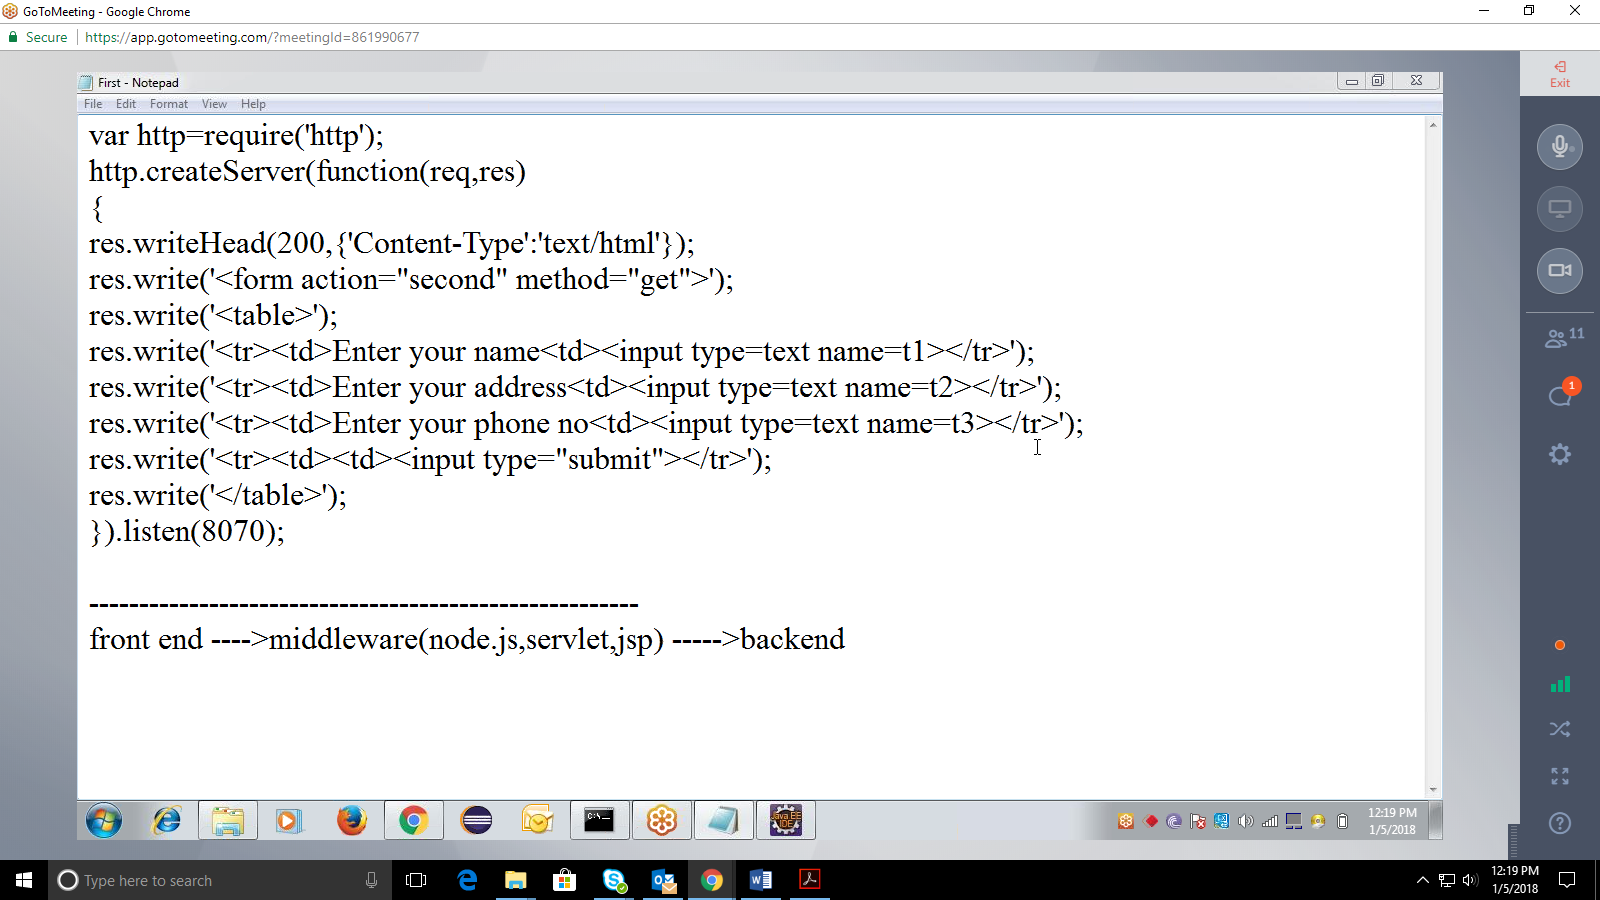 GoToMeeting - Google Chrome
Secure
https://app.gotomeeting.com/?meetingId=861990677
Exit
First - Notepad
File Edit Format View Help
var http=require('http');
http.createServer(function(req,res)
{
res.writeHead(200,{'Content-Type':'text/html'});
res.write('<form action="second" method="get">');
res.write('<table>');
res.write('<tr><td>Enter your name<td><input type=text name=t1></tr>');
res.write('<tr><td>Enter your address<td><input type=text name=t2></tr>');
res.write('<tr><td>Enter your phone no<td><input type=text name=t3></tr>');
res.write('<tr><td><td><input type="submit"></tr>');
res.write('</table>');
}).listen(8070);
-------------------------------------------------------
front end ---->middleware(node.js,servlet,jsp) ----->backend
11
1
C:\._
Java EE
IDE
12:19 PM
1/5/2018
Type here to search
12:19 PM
1/5/2018